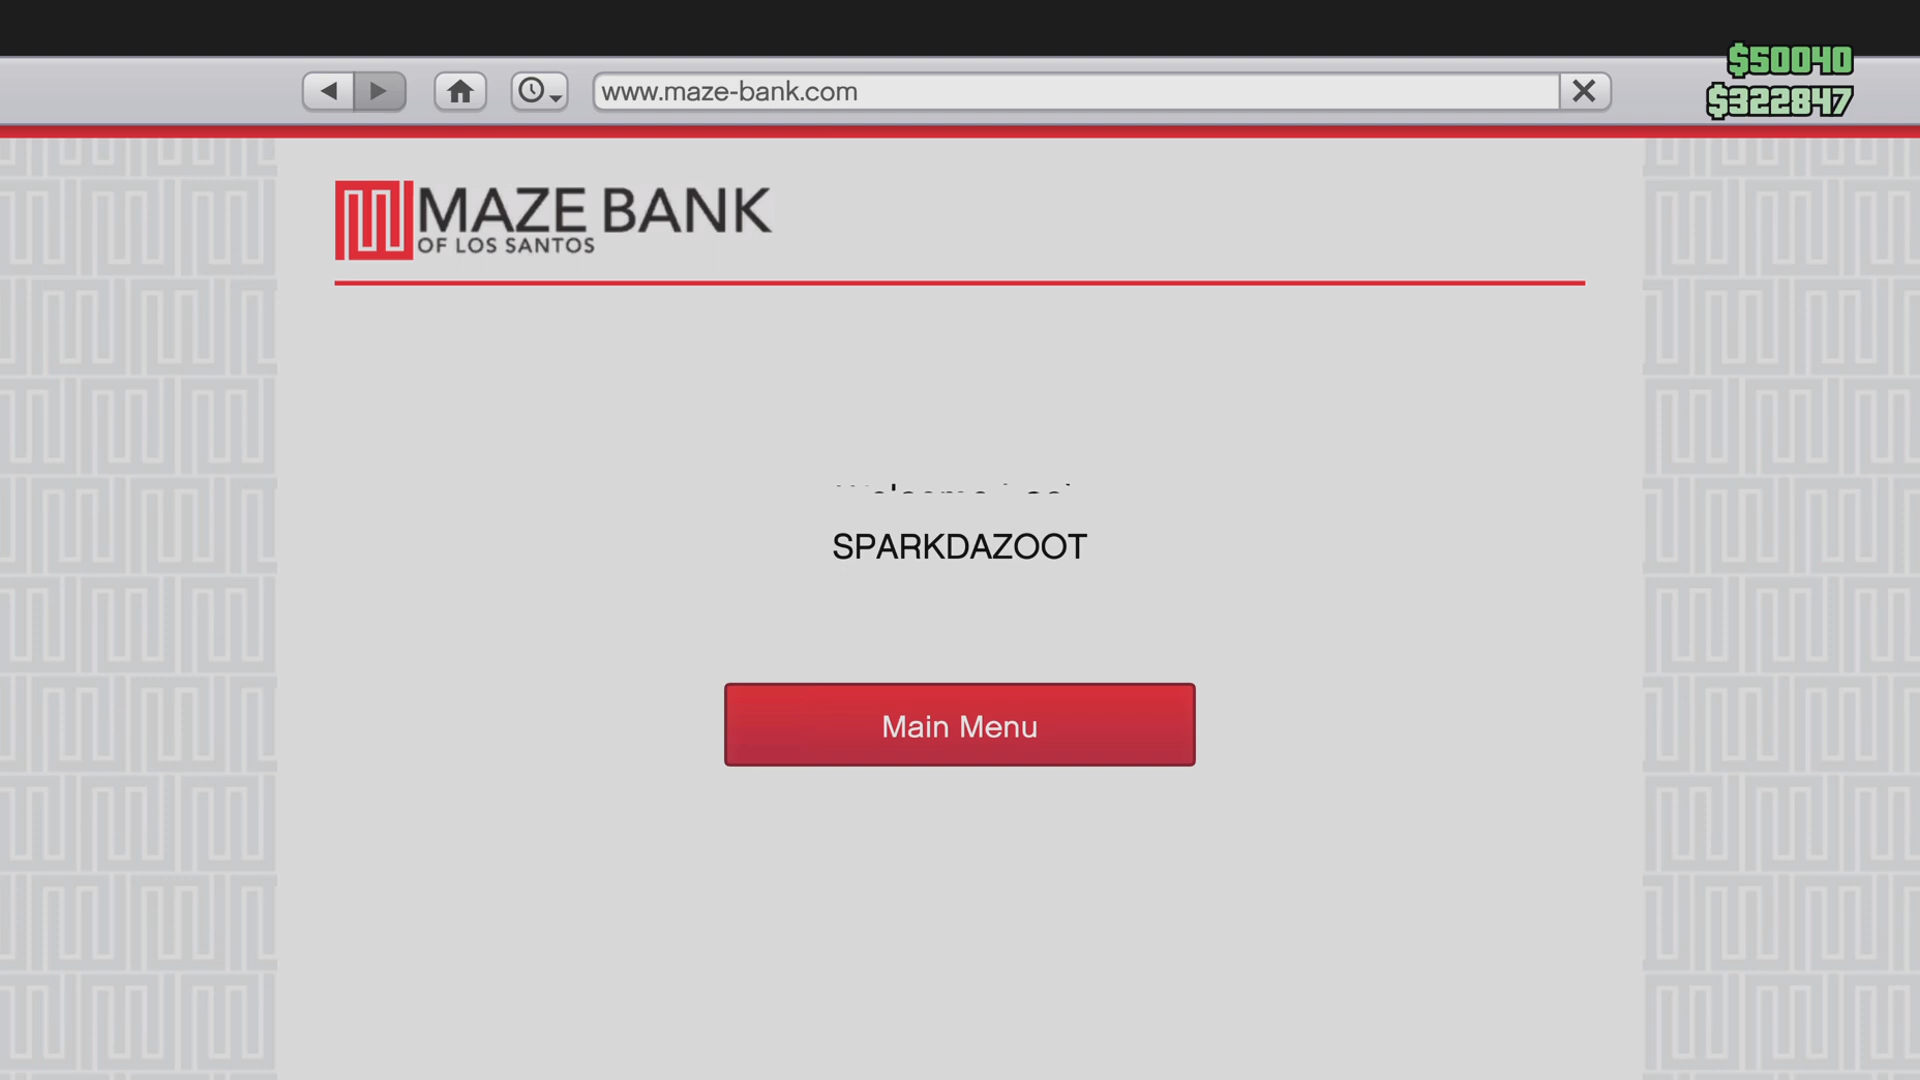 $50040
www.maze-bank.com
$322847
MAZE BANK
OF LOS SANTOS
SPARKDAZOOT
Main Menu